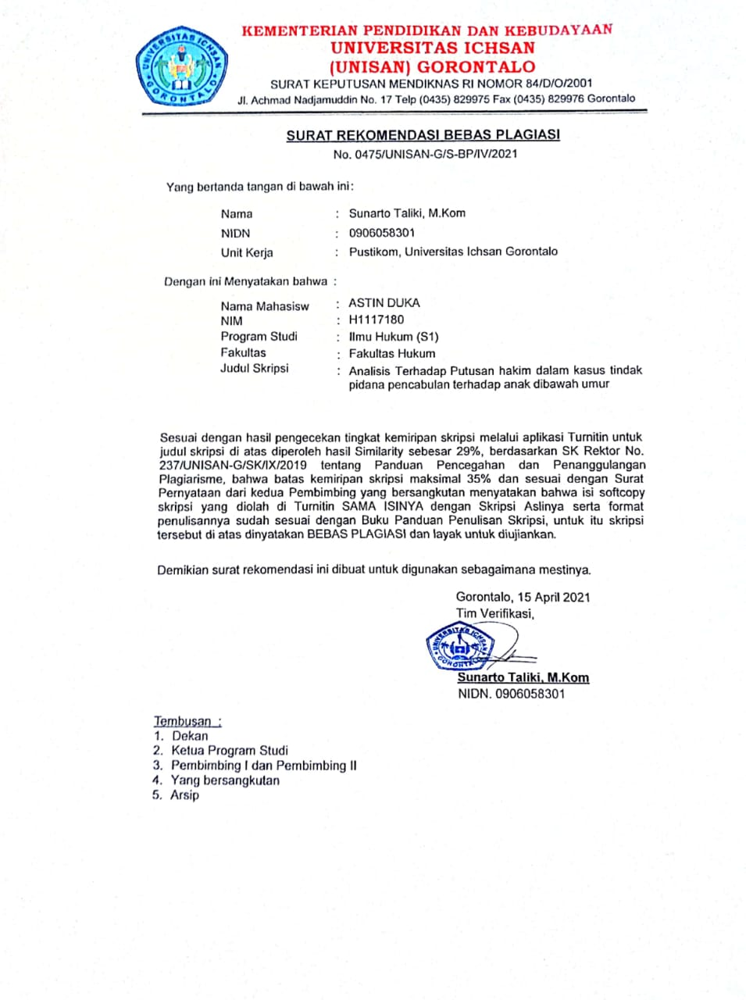 UNIVERSITAS ICHSAN
GORONTALO
KEMENTERIAN PENDIDIKAN DAN KEBUDAYAAN
UNIVERSITAS ICHSAN
(UNISAN) GORONTALO
SURAT KEPUTUSAN MENDIKNAS RI NOMOR 84/D/O/2001
Jl. Achmad Nadjamuddin No. 17 Telp (0435) 829975 Fax (0435) 829976 Gorontalo
SURAT REKOMENDASI BEBAS PLAGIASI
No. 0475/UNISAN-G/S-BP/IV/2021
Yang bertanda tangan di bawah ini:
Nama : Sunarto Taliki, M.Kom
NIDN : 0906058301
Unit Kerja : Pustikom, Universitas Ichsan Gorontalo
Dengan ini Menyatakan bahwa :
Nama Mahasisw : ASTIN DUKA
NIM : H1117180
Program Studi : Ilmu Hukum (S1)
Fakultas : Fakultas Hukum
Judul Skripsi : Analisis Terhadap Putusan hakim dalam kasus tindak
pidana pencabulan terhadap anak dibawah umur
Sesuai dengan hasil pengecekan tingkat kemiripan skripsi melalui aplikasi Turnitin untuk
judul skripsi di atas diperoleh hasil Similarity sebesar 29%, berdasarkan SK Rektor No.
237/UNISAN-G/SK/IX/2019 tentang Panduan Pencegahan dan Penanggulangan
Plagiarisme, bahwa batas kemiripan skripsi maksimal 35% dan sesuai dengan Surat
Pernyataan dari kedua Pembimbing yang bersangkutan menyatakan bahwa isi softcopy
skripsi yang diolah di Turnitin SAMA ISINYA dengan Skripsi Aslinya serta format
penulisannya sudah sesuai dengan Buku Panduan Penulisan Skripsi, untuk itu skripsi
tersebut di atas dinyatakan BEBAS PLAGIASI dan layak untuk diujiankan.
Demikian surat rekomendasi ini dibuat untuk digunakan sebagaimana mestinya.
Gorontalo, 15 April 2021
Tim Verifikasi,
UNIVERSITAS ICHSAN
GORONTALO
Sunarto Taliki, M.Kom
NIDN. 0906058301
Tembusan :
1. Dekan
2. Ketua Program Studi
3. Pembimbing I dan Pembimbing II
4. Yang bersangkutan
5. Arsip